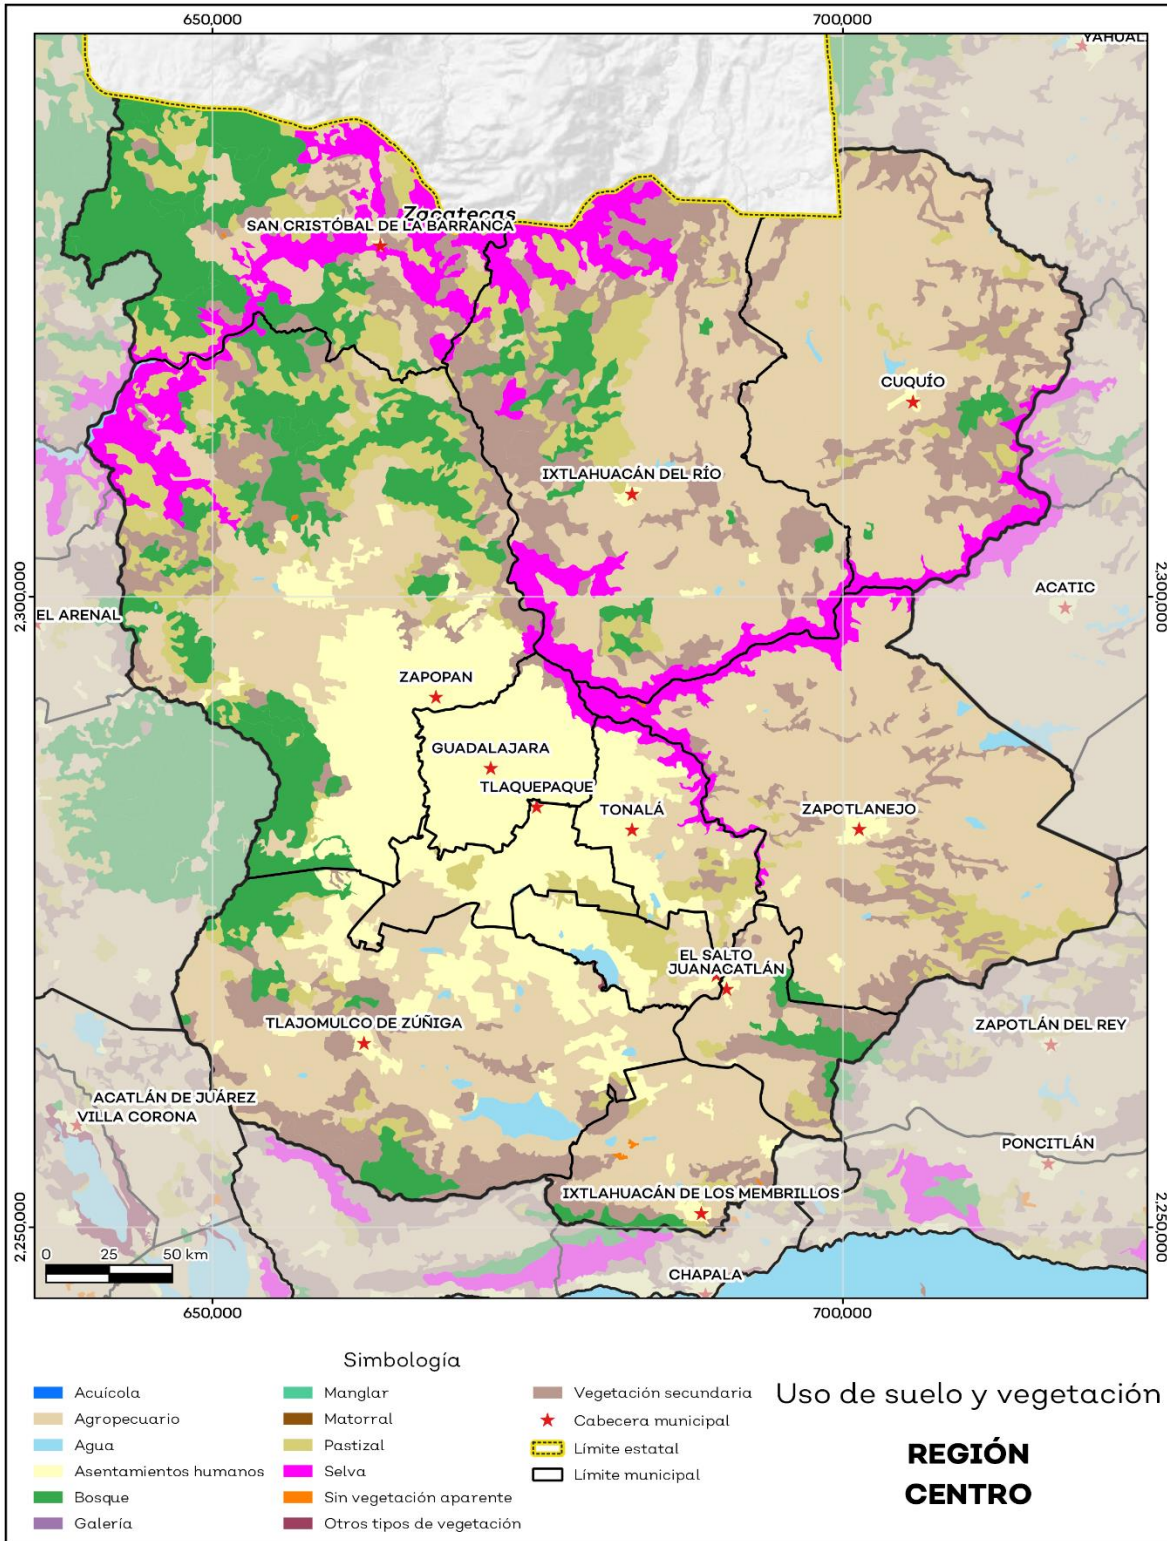 650,000
700,000
YAHUAL
Zacatecas
SAN CRISTÓBAL DE LA BARRANCA
CUQUÍO
IXTLAHUACÁN DEL RÍO
2,300,000
2,300,000
ACATIC
EL ARENAL
ZAPOPAN
GUADALAJARA
TLAQUEPAQUE
TONALÁ
ZAPOTLANEJO
EL SALTO
JUANACATLÁN
TLAJOMULCO DE ZÚÑIGA
ZAPOTLÁN DEL REY
ACATLÁN DE JUÁREZ
VILLA CORONA
PONCITLÁN
IXTLAHUACÁN DE LOS MEMBRILLOS
2,250,000
2,250,000
0 25 50 km
CHAPALA
650,000
700,000
Simbología
Acuícola
Agropecuario
Agua
Asentamientos humanos
Bosque
Galería
Manglar
Matorral
Pastizal
Selva
Sin vegetación aparente
Otros tipos de vegetación
Vegetación secundaria
Cabecera municipal
Límite estatal
Límite municipal
Uso de suelo y vegetación
REGIÓN
CENTRO